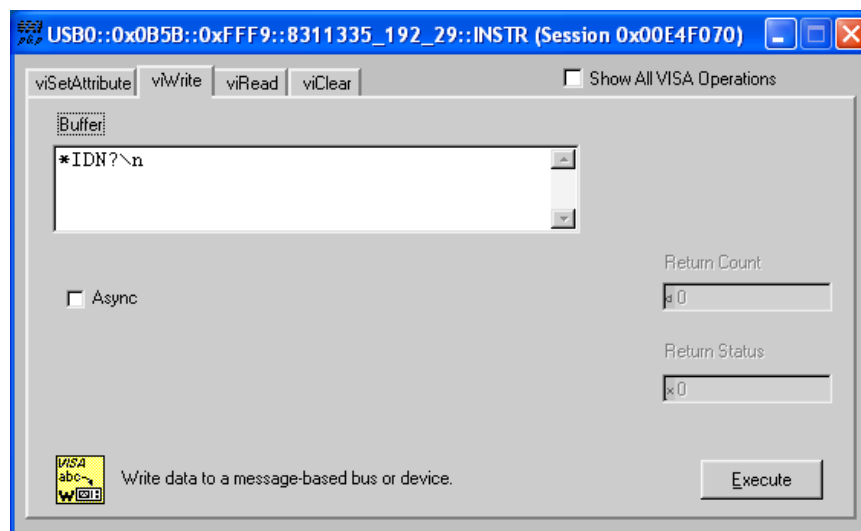 USB0::0x0B5B::0xFFF9::8311335_192_29::INSTR (Session 0x00E4F070)
viSetAttribute viWrite viRead viClear Show All VISA Operations
Buffer
*IDN?\n
Return Count
Async
d 0
Return Status
x 0
VISA
abc
W
Write data to a message-based bus or device.
Execute